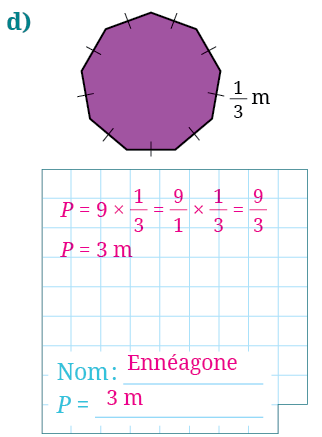 d)
1/3 m
P = 9 × 1/3 = 9/1 × 1/3 = 9/3
P = 3 m
Nom: Ennéagone
P = 3 m